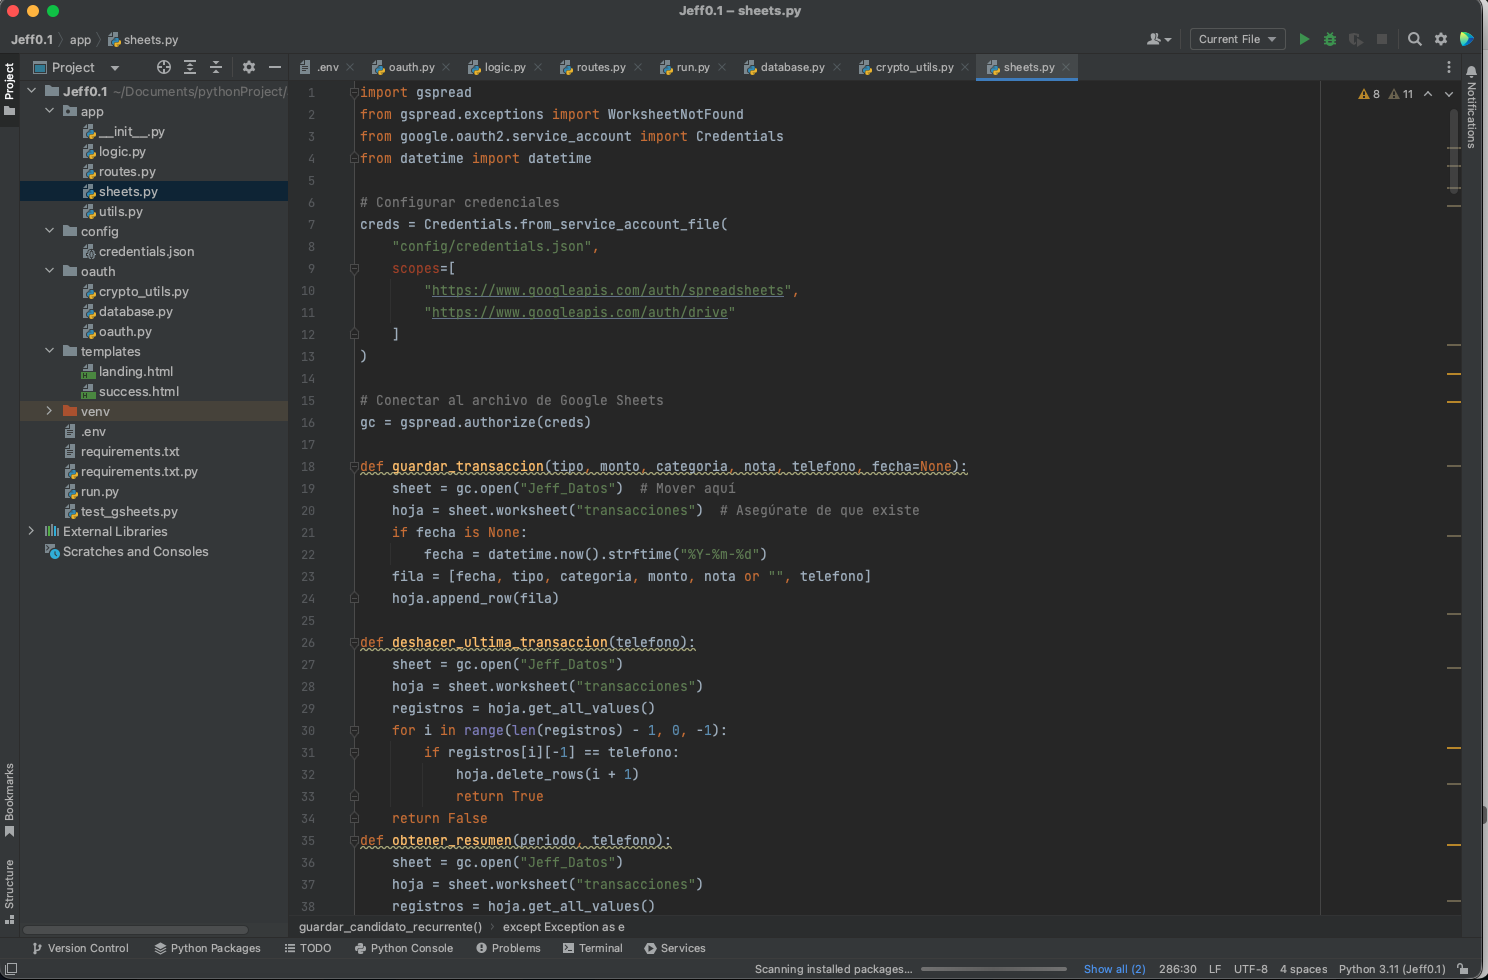 Jeff0.1 – sheets.py
Jeff0.1 app sheets.py
Current File
Project
Project
.env
oauth.py
logic.py
routes.py
run.py
database.py
crypto_utils.py
sheets.py
Notifications
8 11
Jeff0.1 ~/Documents/pythonProject/
app
__init__.py
logic.py
routes.py
sheets.py
utils.py
config
credentials.json
oauth
crypto_utils.py
database.py
oauth.py
templates
landing.html
success.html
venv
.env
requirements.txt
requirements.txt.py
run.py
test_gsheets.py
External Libraries
Scratches and Consoles
1 import gspread
2 from gspread.exceptions import WorksheetNotFound
3 from google.oauth2.service_account import Credentials
4 from datetime import datetime
5
6 # Configurar credenciales
7 creds = Credentials.from_service_account_file(
8 "config/credentials.json",
9 scopes=[
10 "https://www.googleapis.com/auth/spreadsheets",
11 "https://www.googleapis.com/auth/drive"
12 ]
13 )
14
15 # Conectar al archivo de Google Sheets
16 gc = gspread.authorize(creds)
17
18 def guardar_transaccion(tipo, monto, categoria, nota, telefono, fecha=None):
19 sheet = gc.open("Jeff_Datos") # Mover aquí
20 hoja = sheet.worksheet("transacciones") # Asegúrate de que existe
21 if fecha is None:
22 fecha = datetime.now().strftime("%Y-%m-%d")
23 fila = [fecha, tipo, categoria, monto, nota or "", telefono]
24 hoja.append_row(fila)
25
26 def deshacer_ultima_transaccion(telefono):
27 sheet = gc.open("Jeff_Datos")
28 hoja = sheet.worksheet("transacciones")
29 registros = hoja.get_all_values()
30 for i in range(len(registros) - 1, 0, -1):
31 if registros[i][-1] == telefono:
32 hoja.delete_rows(i + 1)
33 return True
34 return False
35 def obtener_resumen(periodo, telefono):
36 sheet = gc.open("Jeff_Datos")
37 hoja = sheet.worksheet("transacciones")
38 registros = hoja.get_all_values()
Bookmarks
Structure
guardar_candidato_recurrente() except Exception as e
Version Control Python Packages TODO Python Console Problems Terminal Services
Scanning installed packages... Show all (2) 286:30 LF UTF-8 4 spaces Python 3.11 (Jeff0.1)